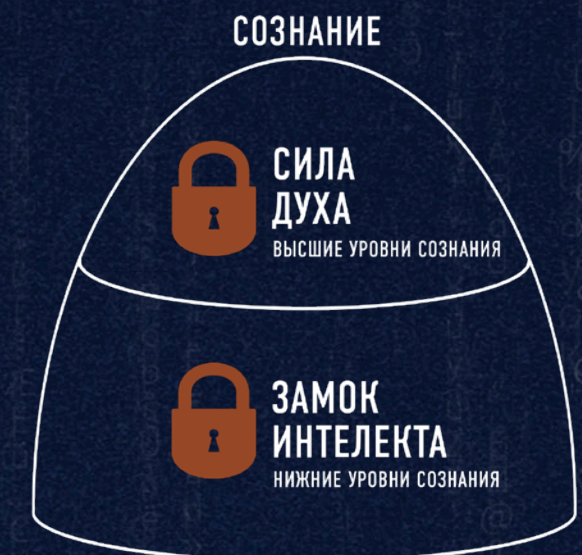 СОЗНАНИЕ
СИЛА
ДУХА
ВЫСШИЕ УРОВНИ СОЗНАНИЯ
ЗАМОК
ИНТЕЛЕКТА
НИЖНИЕ УРОВНИ СОЗНАНИЯ